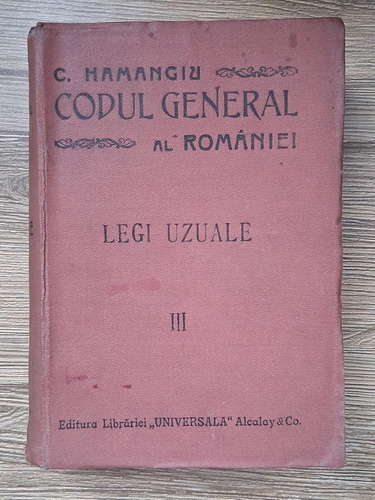 C. HAMANGIU
CODUL GENERAL
AL ROMÂNIEI
LEGI UZUALE
III
Editura Librăriei „UNIVERSALA“ Alcalay & Co.